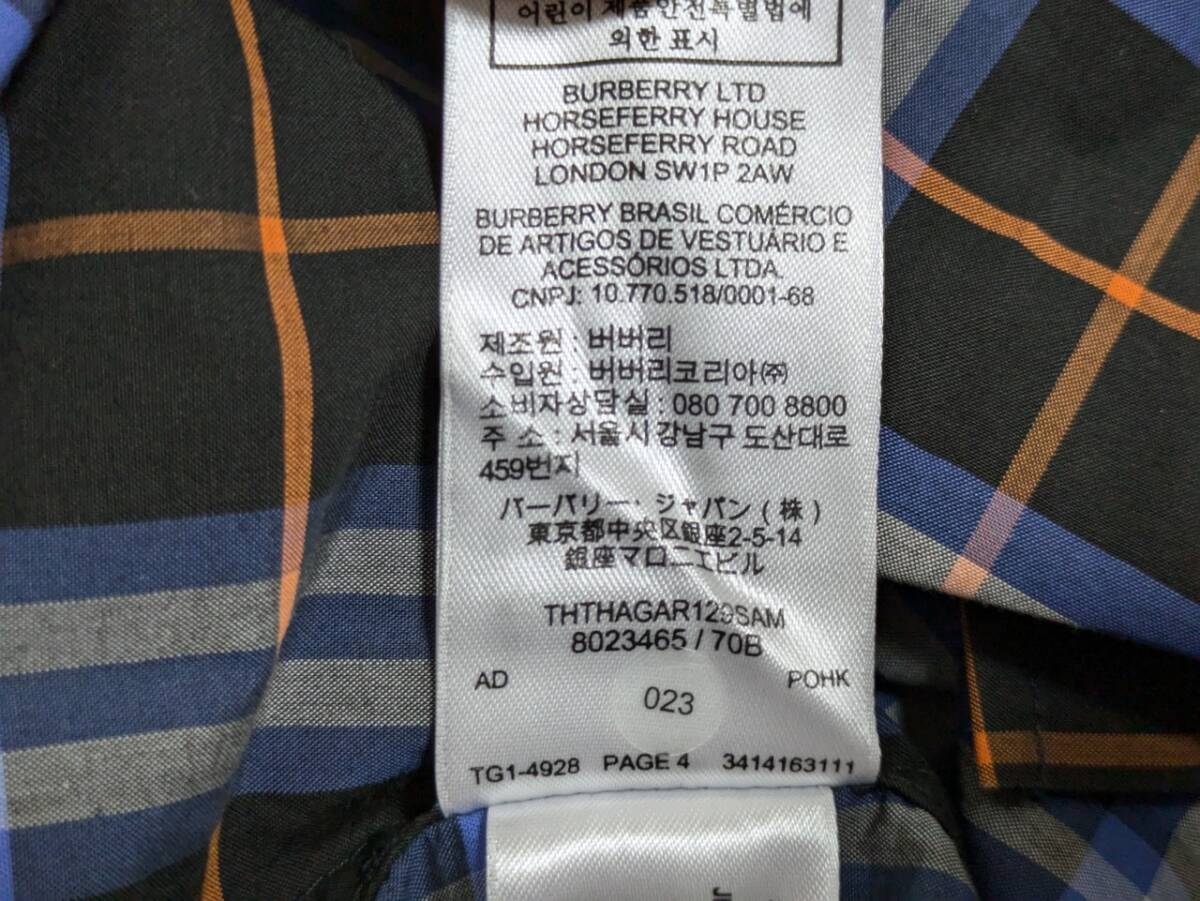 어린이제품안전특별법에
의한 표시
BURBERRY LTD
HORSEFERRY HOUSE
HORSEFERRY ROAD
LONDON SW1P 2AW
BURBERRY BRASIL COMÉRCIO
DE ARTIGOS DE VESTUÁRIO E
ACESSÓRIOS LTDA.
CNPJ: 10.770.518/0001-68
제조원 : 버버리
수입원 : 버버리코리아㈜
소비자상담실 : 080 700 8800
주 소 : 서울시 강남구 도산대로
459번지
バーバリー・ジャパン(株)
東京都中央区銀座2-5-14
銀座マロニエビル
THTHAGAR129SAM
8023465 / 70B
AD
POHK
023
TG1-4928 PAGE 4 3414163111